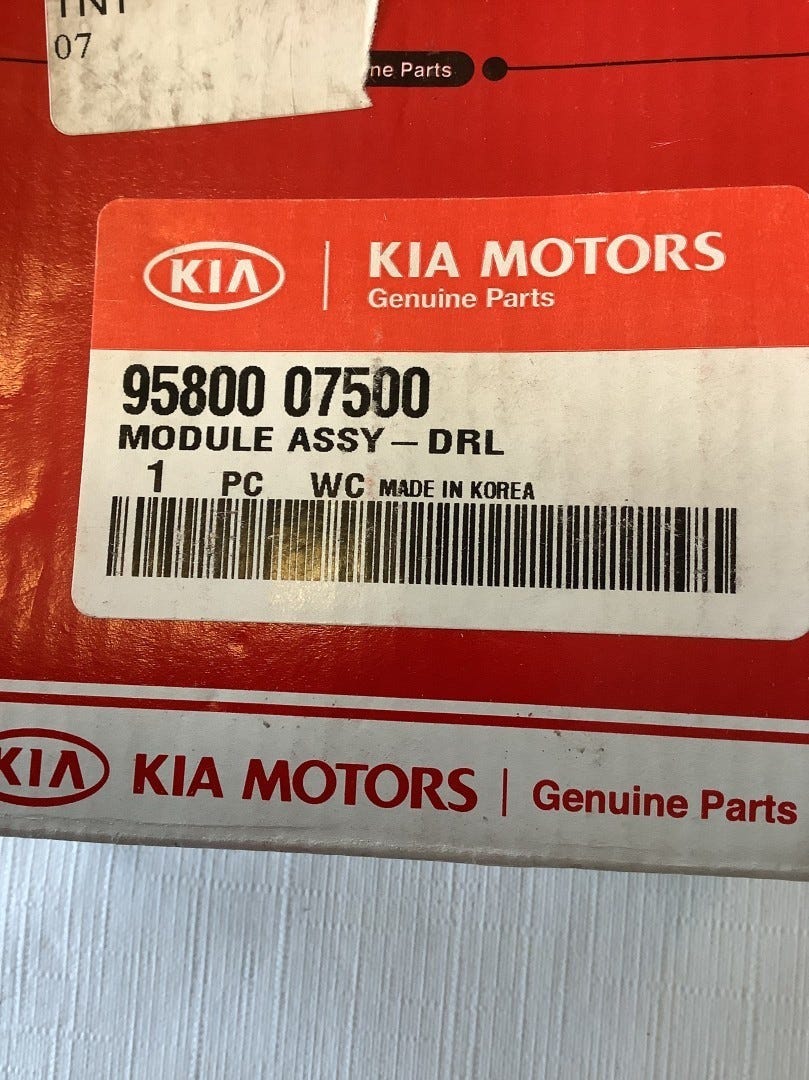 07
ne Parts
KIA
KIA MOTORS
Genuine Parts
95800 07500
MODULE ASSY-DRL
1 PC WC MADE IN KOREA
KIA
KIA MOTORS | Genuine Parts